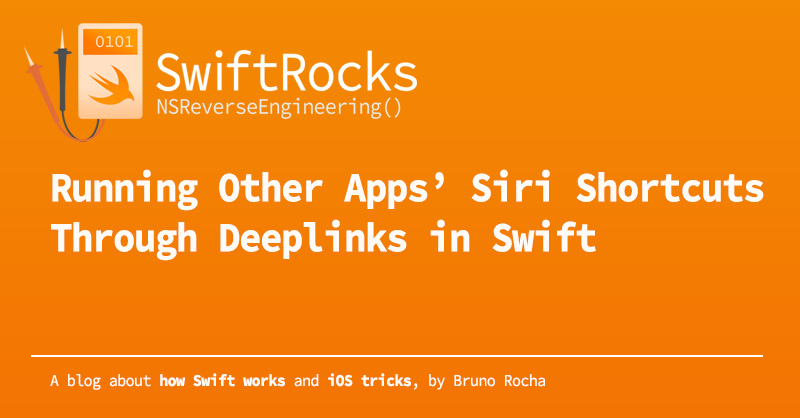 0101
SwiftRocks
NSReverseEngineering()
Running Other Apps’ Siri Shortcuts
Through Deeplinks in Swift
A blog about how Swift works and iOS tricks, by Bruno Rocha